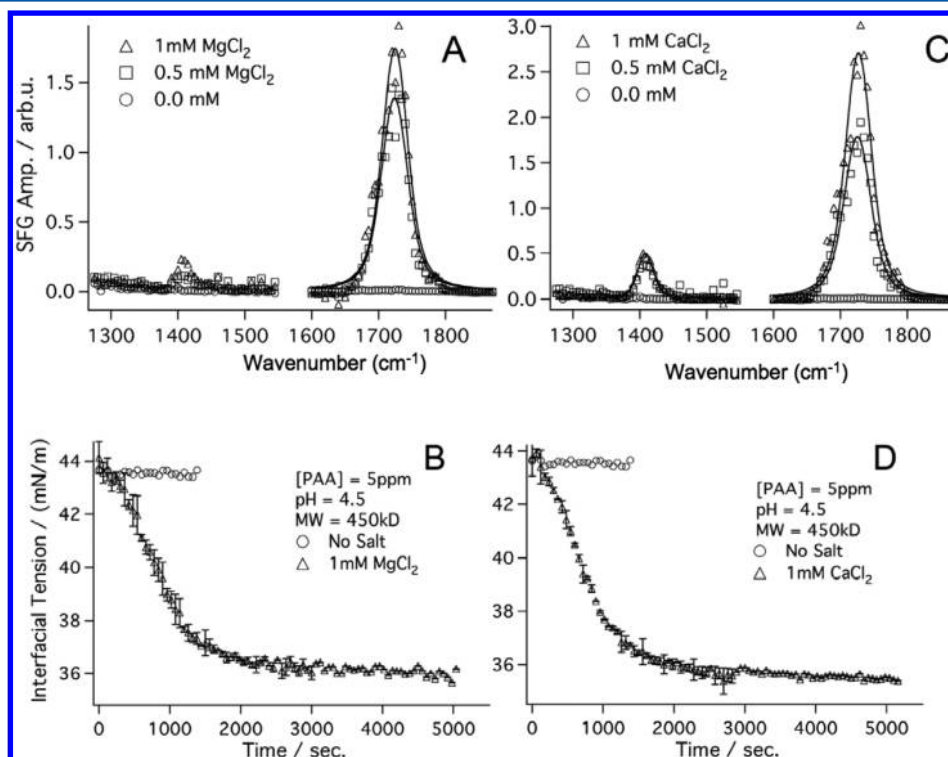 A
△ 1mM MgCl2
□ 0.5 mM MgCl2
○ 0.0 mM
SFG Amp. / arb.u.
1.5
1.0
0.5
0.0
1300 1400 1500 1600 1700 1800
Wavenumber (cm-1)
C
△ 1 mM CaCl2
□ 0.5 mM CaCl2
○ 0.0 mM
3.0
2.5
2.0
1.5
1.0
0.5
0.0
1300 1400 1500 1600 1700 1800
Wavenumber (cm-1)
B
Interfacial Tension / (mN/m)
44
42
40
38
36
[PAA] = 5ppm
pH = 4.5
MW = 450kD
○ No Salt
△ 1mM MgCl2
0 1000 2000 3000 4000 5000
Time / sec.
D
44
42
40
38
36
[PAA] = 5ppm
pH = 4.5
MW = 450kD
○ No Salt
△ 1mM CaCl2
0 1000 2000 3000 4000 5000
Time / sec.